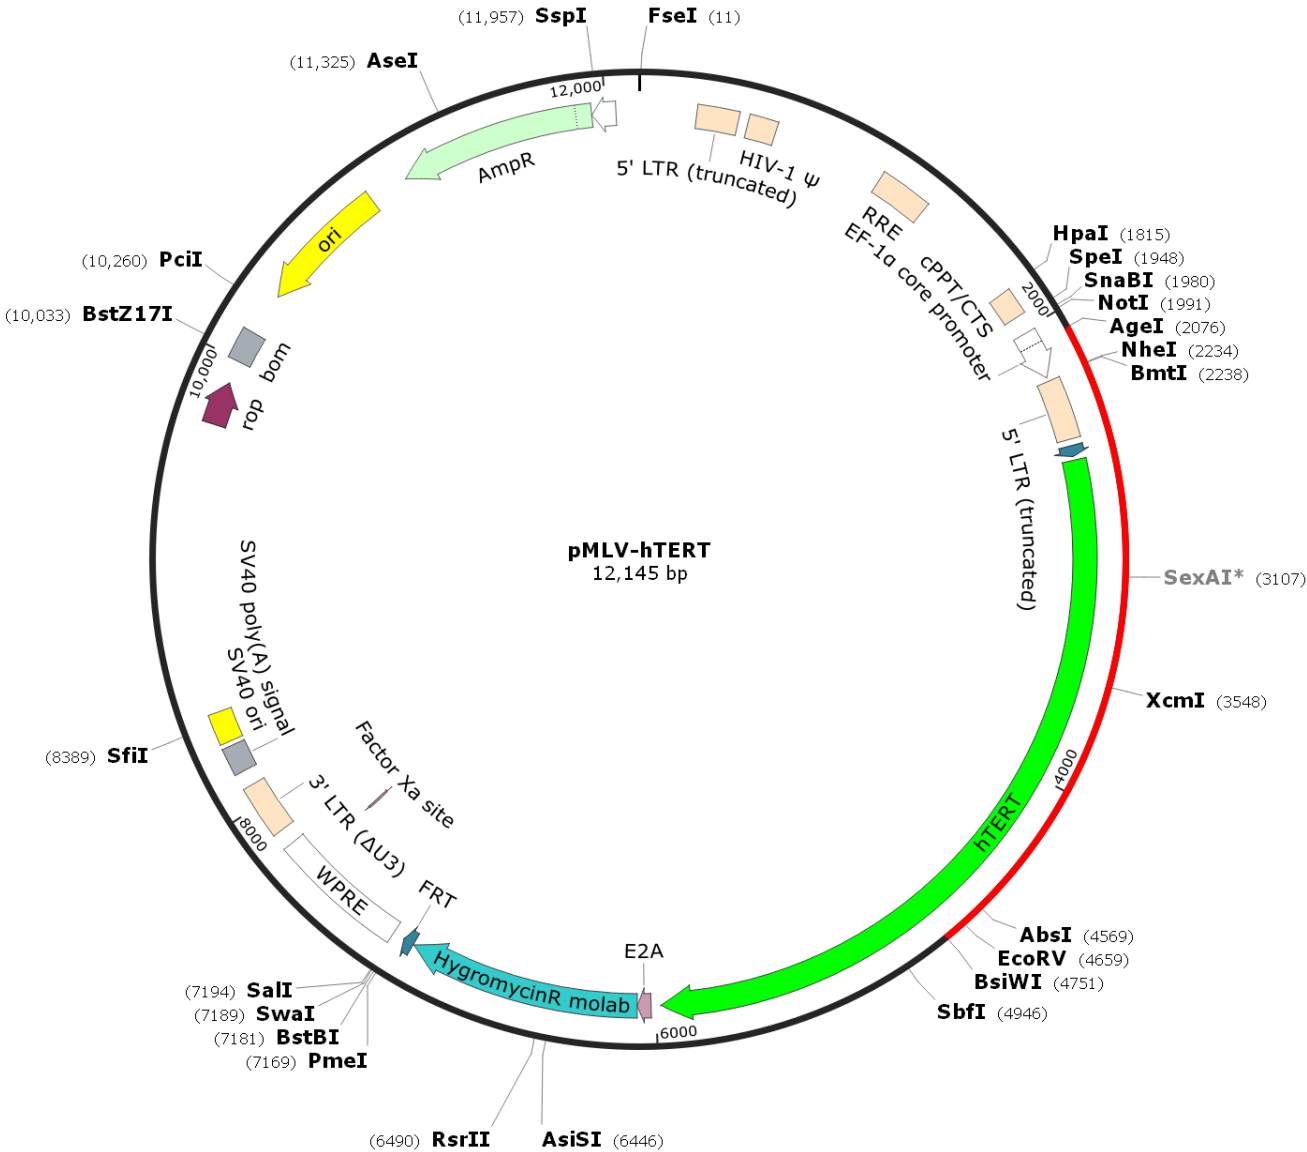 (11,957) SspI
FseI (11)
(11,325) AseI
12,000
AmpR
5' LTR (truncated)
HIV-1 Ψ
RRE
EF-1α core promoter
cPPT/CTS
HpaI (1815)
SpeI (1948)
SnaBI (1980)
NotI (1991)
AgeI (2076)
NheI (2234)
BmtI (2238)
2000
ori
(10,260) PciI
(10,033) BstZ17I
10,000
bom
rop
5' LTR (truncated)
pMLV-hTERT
12,145 bp
SexAI* (3107)
XcmI (3548)
4000
hTERT
SV40 poly(A) signal
SV40 ori
(8389) SfiI
Factor Xa site
3' LTR (ΔU3)
8000
WPRE
FRT
AbsI (4569)
EcoRV (4659)
BsiWI (4751)
SbfI (4946)
E2A
HygromycinR molab
6000
(7194) SalI
(7189) SwaI
(7181) BstBI
(7169) PmeI
(6490) RsrII
AsiSI (6446)